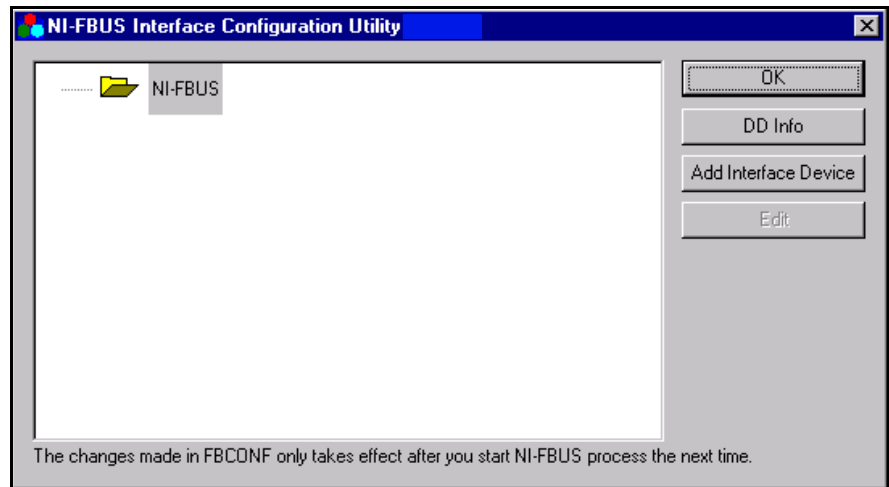 NI-FBUS Interface Configuration Utility
NI-FBUS
OK
DD Info
Add Interface Device
Edit
The changes made in FBCONF only takes effect after you start NI-FBUS process the next time.